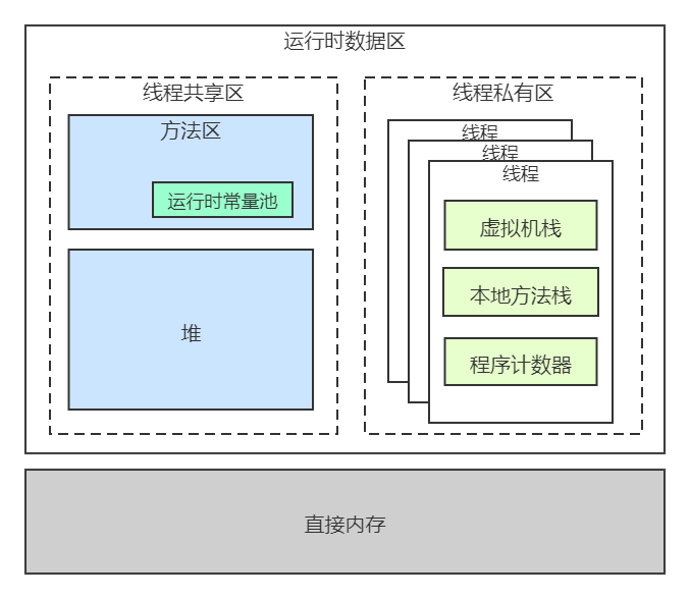 运行时数据区
线程共享区
方法区
运行时常量池
堆
线程私有区
线程
线程
线程
虚拟机栈
本地方法栈
程序计数器
直接内存